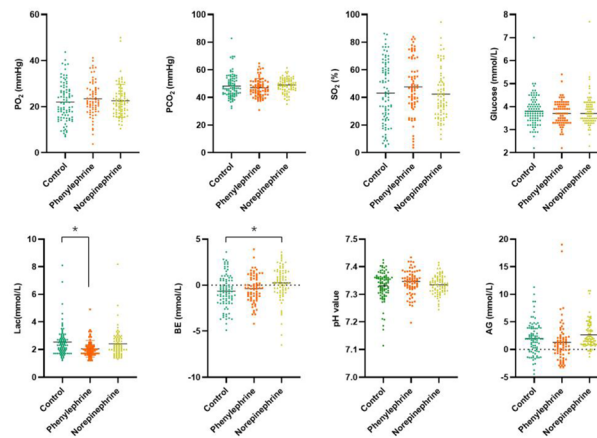 PO2 (mmHg)
60
40
20
0
Control
Phenylephrine
Norepinephrine
PCO2 (mmHg)
100
80
60
40
20
0
Control
Phenylephrine
Norepinephrine
SO2 (%)
100
80
60
40
20
0
Control
Phenylephrine
Norepinephrine
Glucose (mmol/L)
8
7
6
5
4
3
2
Control
Phenylephrine
Norepinephrine
Lac(mmol/L)
10
8
6
4
2
0
*
Control
Phenylephrine
Norepinephrine
BE (mmol/L)
5
0
-5
-10
*
Control
Phenylephrine
Norepinephrine
pH value
7.5
7.4
7.3
7.2
7.1
7.0
Control
Phenylephrine
Norepinephrine
AG (mmol/L)
20
15
10
5
0
-5
Control
Phenylephrine
Norepinephrine